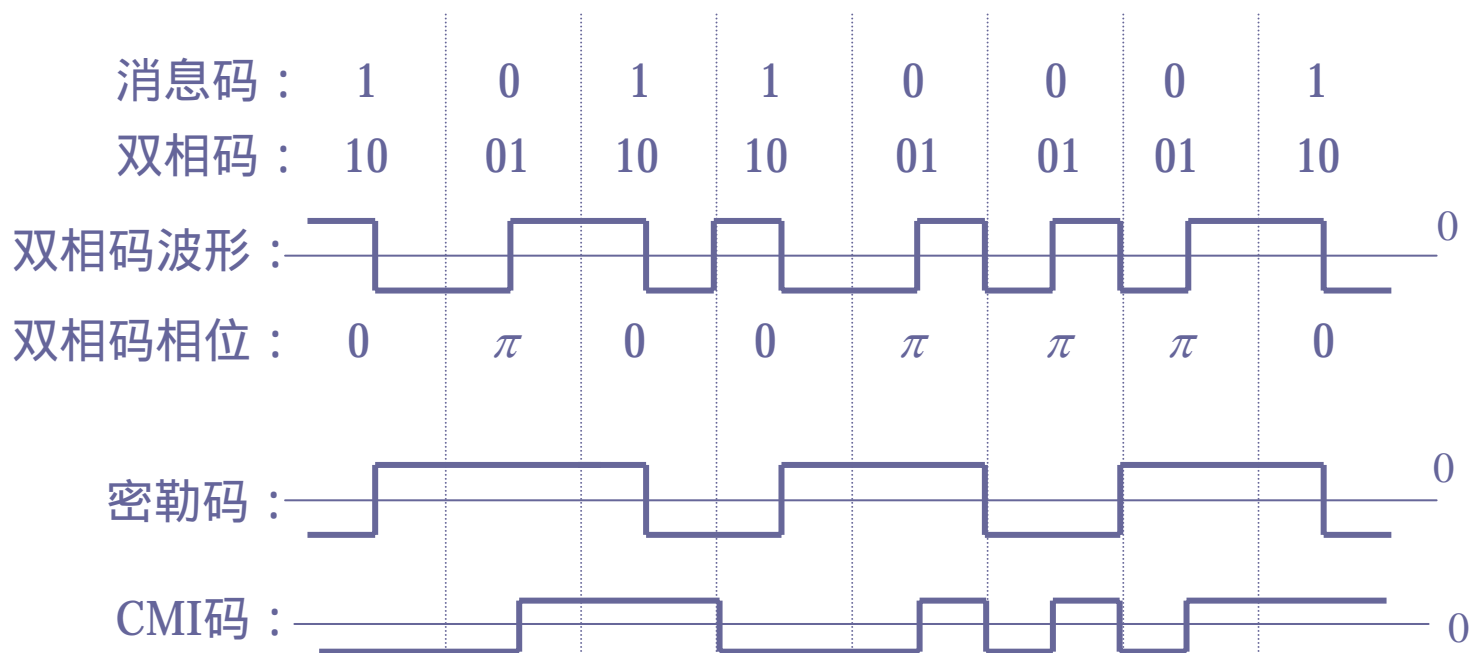 消息码： 1 0 1 1 0 0 0 1
双相码： 10 01 10 10 01 01 01 10
双相码波形： 0
双相码相位： 0 π 0 0 π π π 0
密勒码： 0
CMI码： 0